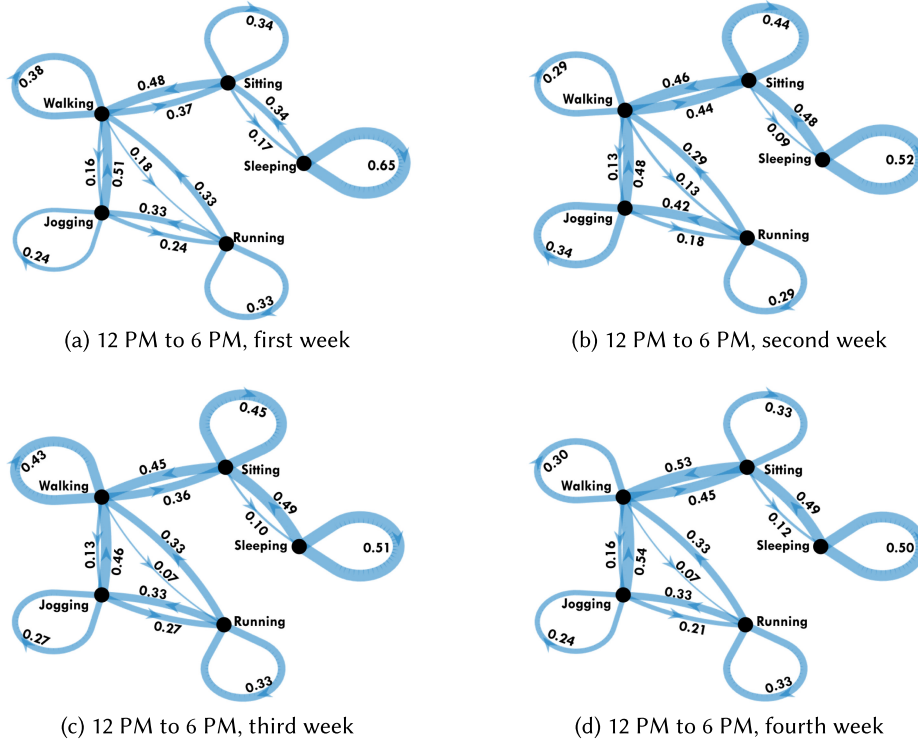 0.34
0.38
0.48
Sitting
Walking
0.37
0.34
0.17
Sleeping
0.65
0.16
0.51
0.18
0.33
Jogging
0.33
0.24
Running
0.24
0.33
(a) 12 PM to 6 PM, first week
0.44
0.29
0.46
Sitting
Walking
0.44
0.48
0.09
Sleeping
0.52
0.13
0.48
0.29
0.13
Jogging
0.42
0.18
Running
0.34
0.29
(b) 12 PM to 6 PM, second week
0.45
0.43
0.45
Sitting
Walking
0.36
0.49
0.10
Sleeping
0.51
0.13
0.46
0.33
0.07
Jogging
0.33
0.27
Running
0.27
0.33
(c) 12 PM to 6 PM, third week
0.33
0.30
0.53
Sitting
Walking
0.45
0.49
0.12
Sleeping
0.50
0.16
0.54
0.33
0.07
Jogging
0.33
0.21
Running
0.24
0.33
(d) 12 PM to 6 PM, fourth week